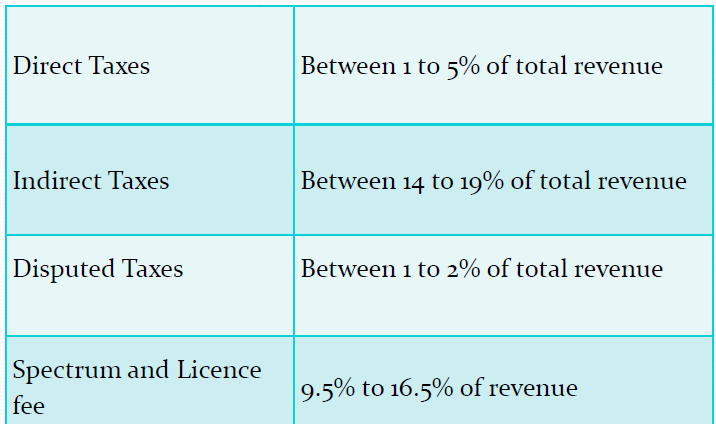 Direct Taxes
Between 1 to 5% of total revenue
Indirect Taxes
Between 14 to 19% of total revenue
Disputed Taxes
Between 1 to 2% of total revenue
Spectrum and Licence
fee
9.5% to 16.5% of revenue